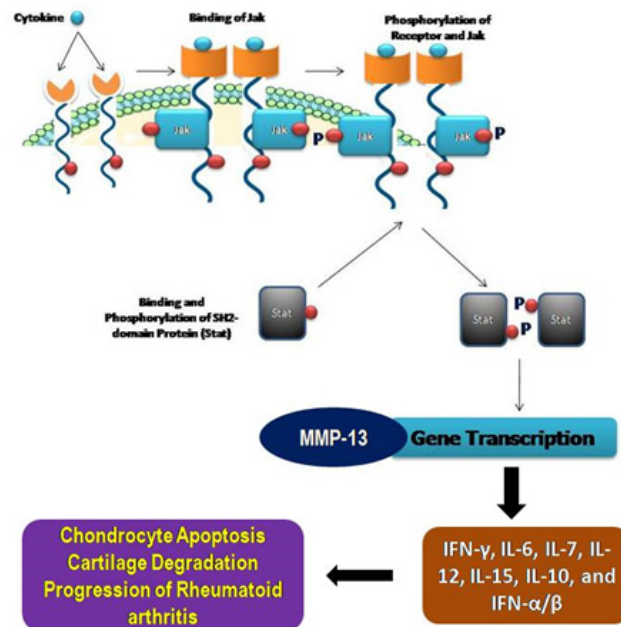 Cytokine
Binding of Jak
Phosphorylation of
Receptor and Jak
Jak
Jak
P
Jak
Jak
P
Binding and
Phosphorylation of SH2-
domain Protein (Stat)
Stat
Stat
P
P
Stat
MMP-13
Gene Transcription
Chondrocyte Apoptosis
Cartilage Degradation
Progression of Rheumatoid
arthritis
IFN-γ, IL-6, IL-7, IL-
12, IL-15, IL-10, and
IFN-α/β